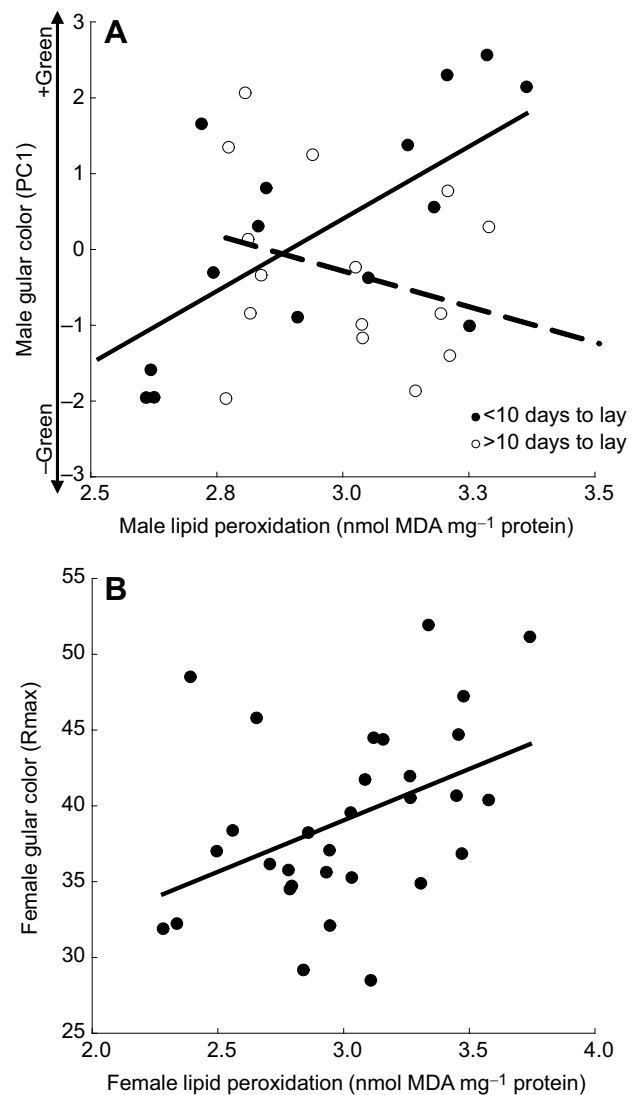 A
+Green
–Green
Male gular color (PC1)
3
2
1
0
–1
–2
–3
<10 days to lay
>10 days to lay
2.5 2.8 3.0 3.3 3.5
Male lipid peroxidation (nmol MDA mg–1 protein)
B
Female gular color (Rmax)
55
50
45
40
35
30
25
2.0 2.5 3.0 3.5 4.0
Female lipid peroxidation (nmol MDA mg–1 protein)